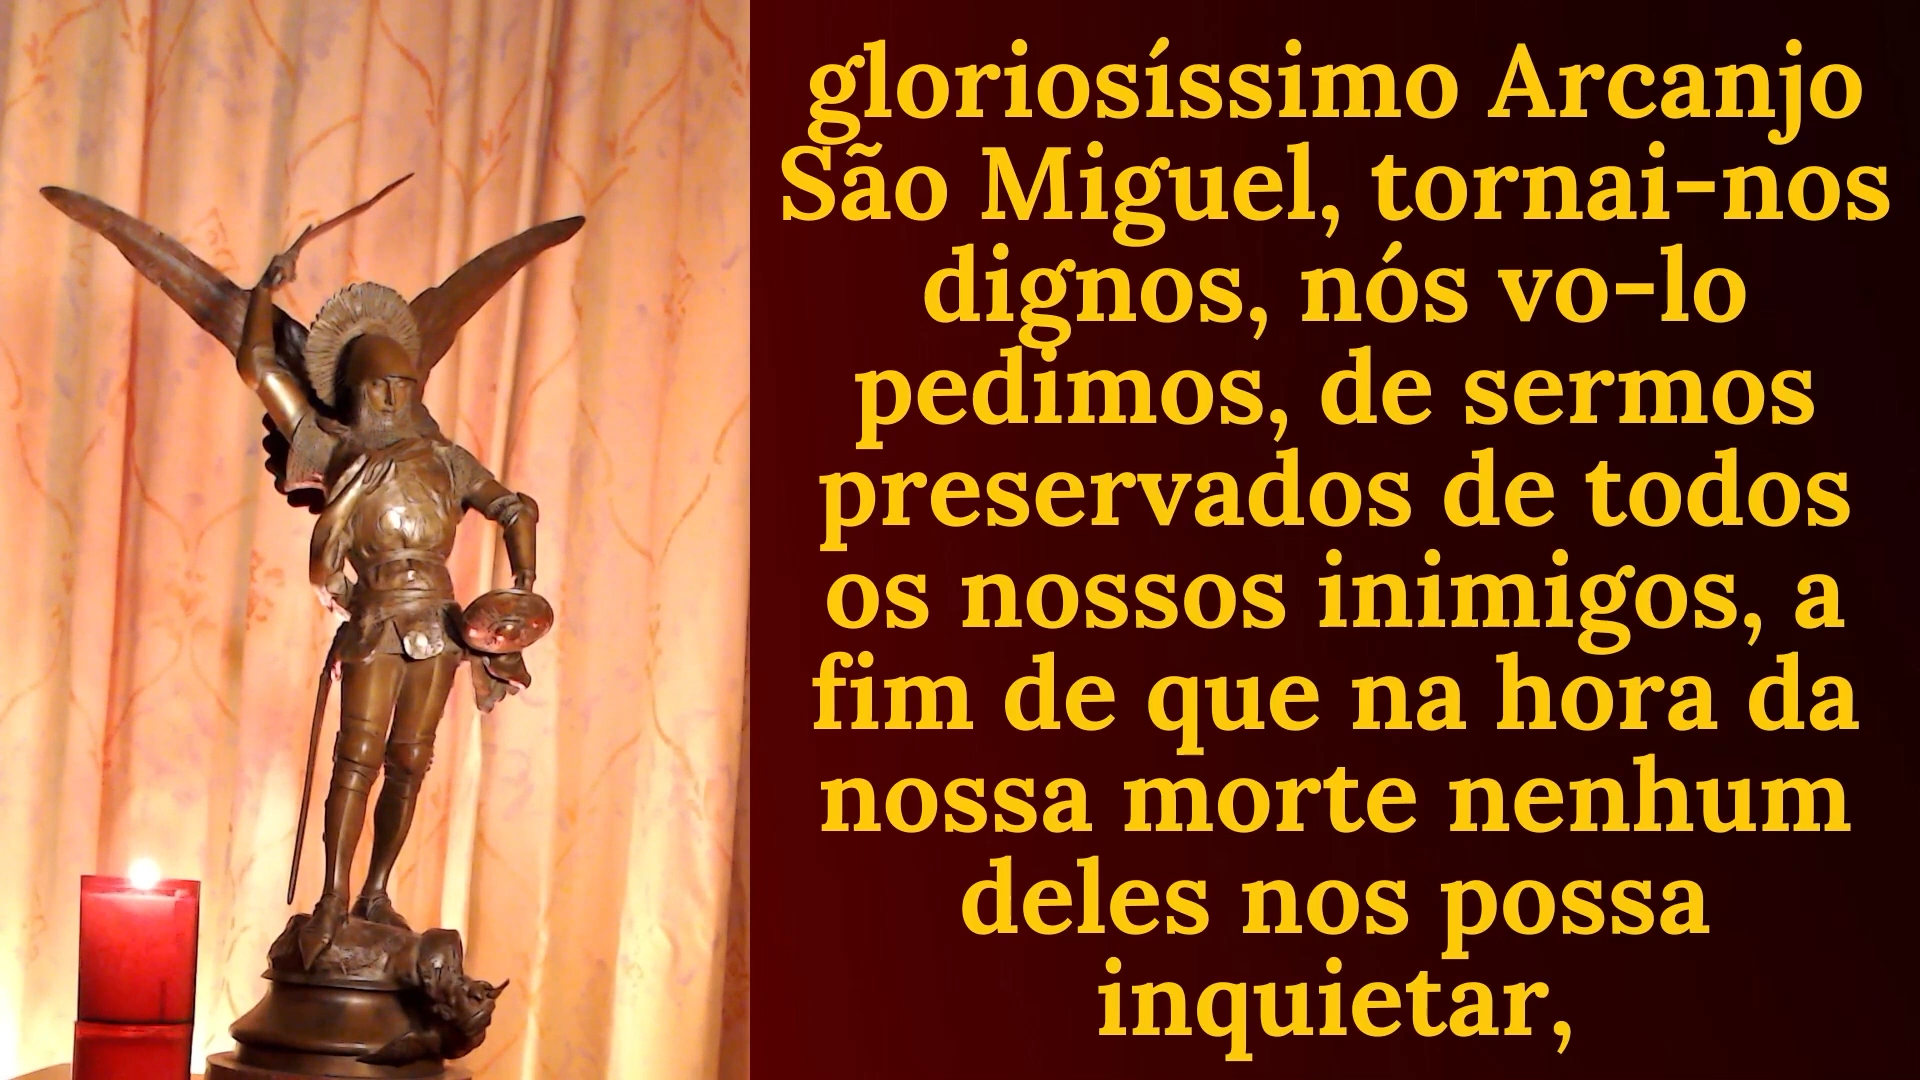 gloriosíssimo Arcanjo
São Miguel, tornai-nos
dignos, nós vo-lo
pedimos, de sermos
preservados de todos
os nossos inimigos, a
fim de que na hora da
nossa morte nenhum
deles nos possa
inquietar,